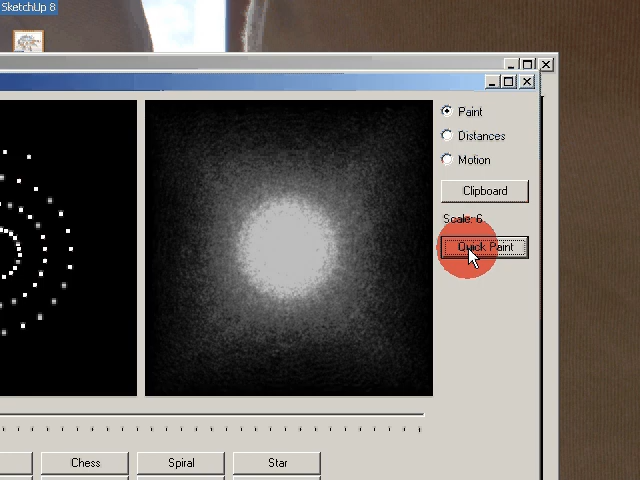 SketchUp 8
Paint
Distances
Motion
Clipboard
Scale: 6
Quick Paint
Chess
Spiral
Star